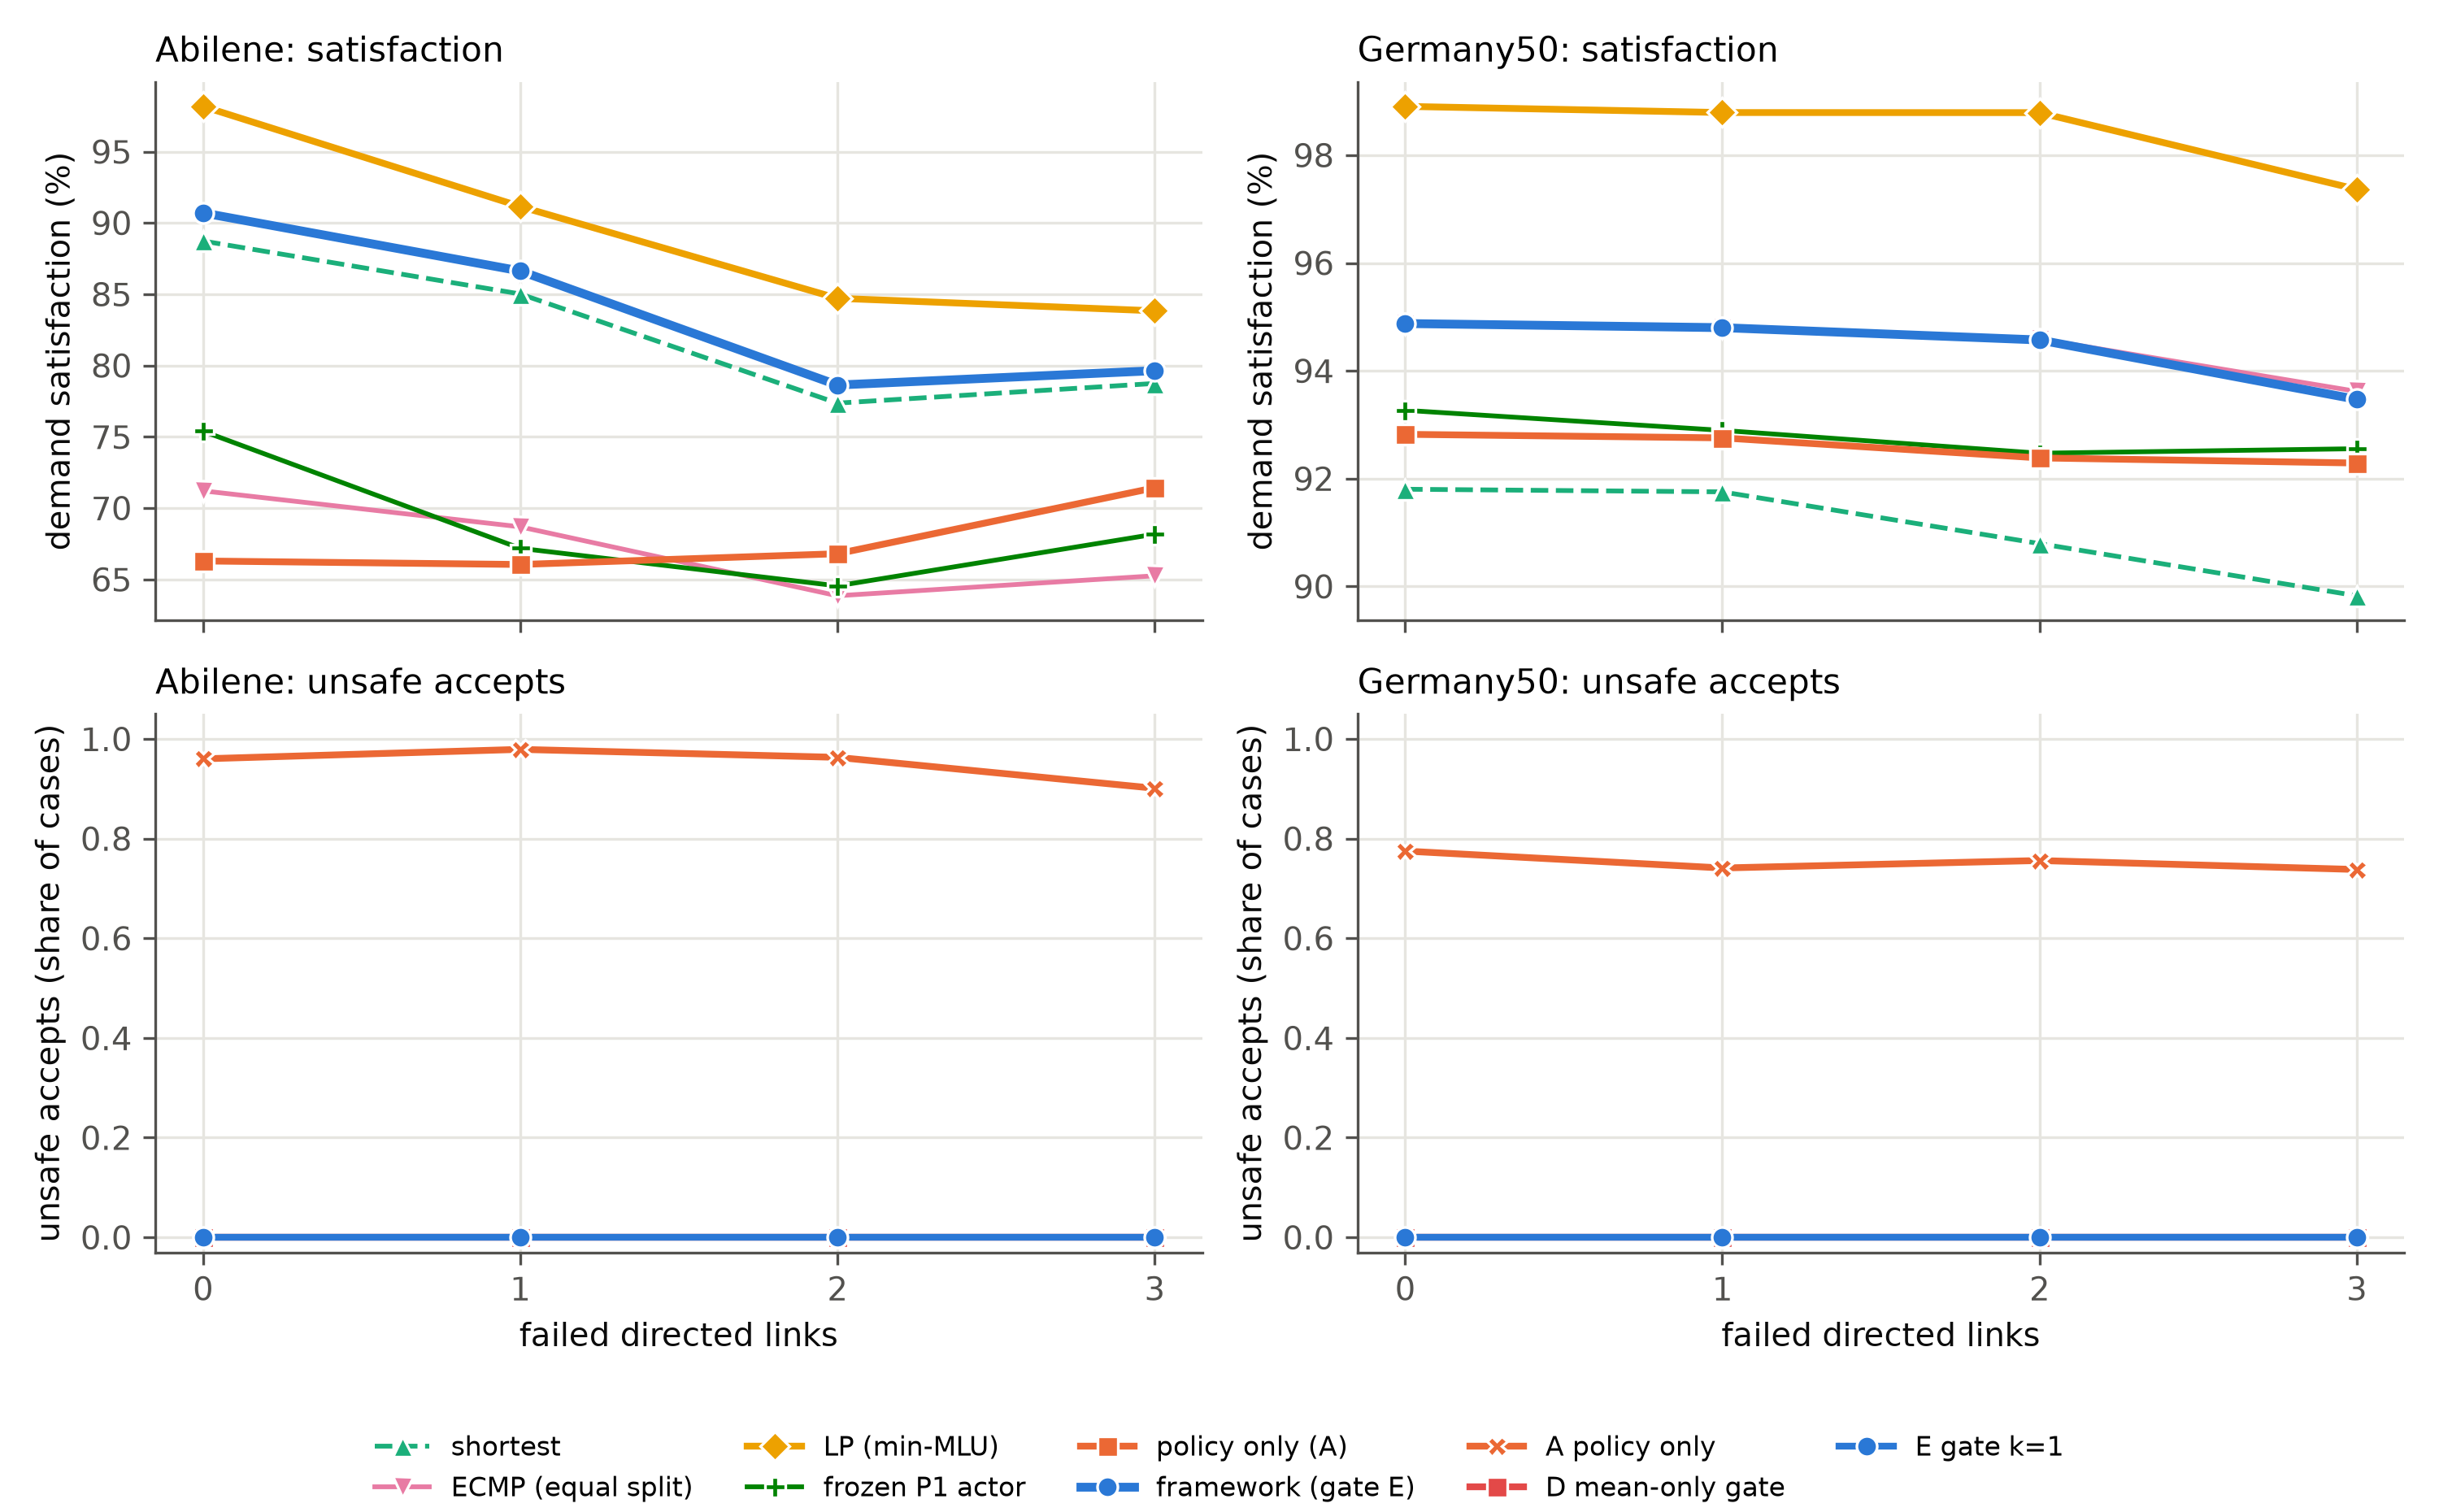 Abilene: satisfaction
demand satisfaction (%)
95
90
85
80
75
70
65
Germany50: satisfaction
demand satisfaction (%)
98
96
94
92
90
Abilene: unsafe accepts
unsafe accepts (share of cases)
1.0
0.8
0.6
0.4
0.2
0.0
0 1 2 3
failed directed links
Germany50: unsafe accepts
unsafe accepts (share of cases)
1.0
0.8
0.6
0.4
0.2
0.0
0 1 2 3
failed directed links
shortest
ECMP (equal split)
LP (min-MLU)
frozen P1 actor
policy only (A)
framework (gate E)
A policy only
D mean-only gate
E gate k=1